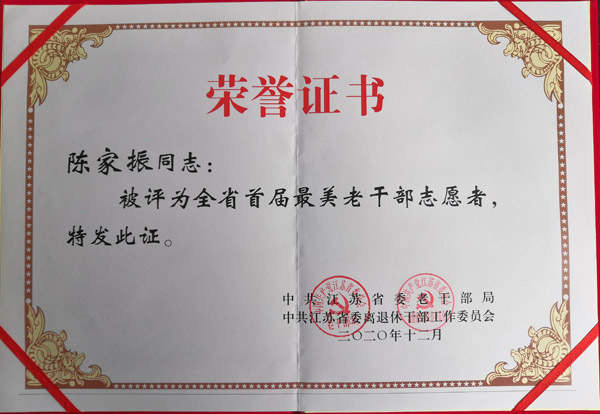 荣誉证书
陈家振同志：
被评为全省首届最美老干部志愿者，
特发此证。
中共江苏省委老干部局
中共江苏省委离退休干部工作委员会
二〇二〇年十二月